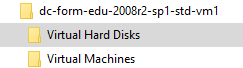 dc-form-edu-2008r2-sp1-std-vm1
Virtual Hard Disks
Virtual Machines